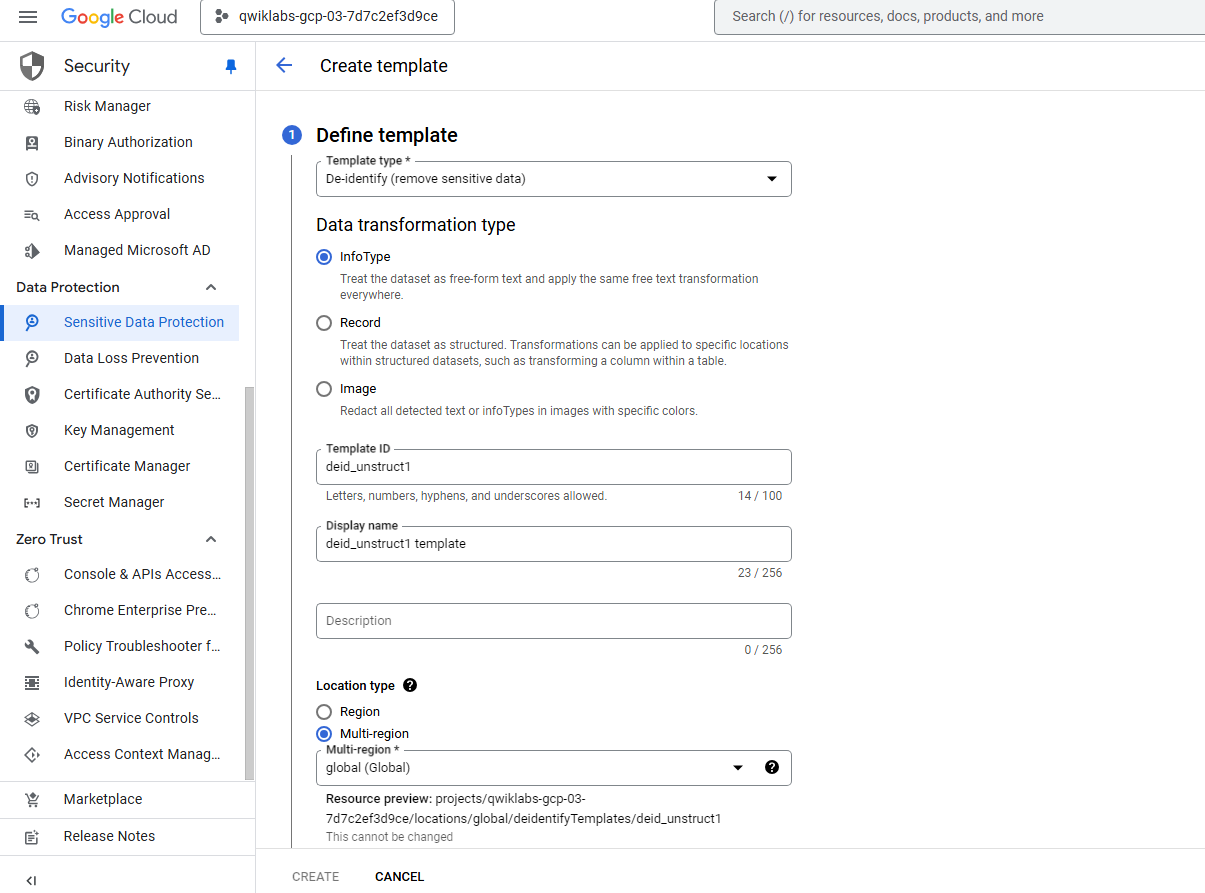 Google Cloud
qwiklabs-gcp-03-7d7c2ef3d9ce
Search (/) for resources, docs, products, and more
Security
Create template
Risk Manager
Binary Authorization
Advisory Notifications
Access Approval
Managed Microsoft AD
Data Protection
Sensitive Data Protection
Data Loss Prevention
Certificate Authority Se...
Key Management
Certificate Manager
Secret Manager
Zero Trust
Console & APIs Access...
Chrome Enterprise Pre...
Policy Troubleshooter f...
Identity-Aware Proxy
VPC Service Controls
Access Context Manag...
Marketplace
Release Notes
1 Define template
Template type *
De-identify (remove sensitive data)
Data transformation type
InfoType
Treat the dataset as free-form text and apply the same free text transformation
everywhere.
Record
Treat the dataset as structured. Transformations can be applied to specific locations
within structured datasets, such as transforming a column within a table.
Image
Redact all detected text or infoTypes in images with specific colors.
Template ID
deid_unstruct1
Letters, numbers, hyphens, and underscores allowed.
14 / 100
Display name
deid_unstruct1 template
23 / 256
Description
0 / 256
Location type
Region
Multi-region
Multi-region *
global (Global)
Resource preview: projects/qwiklabs-gcp-03-
7d7c2ef3d9ce/locations/global/deidentifyTemplates/deid_unstruct1
This cannot be changed
CREATE
CANCEL